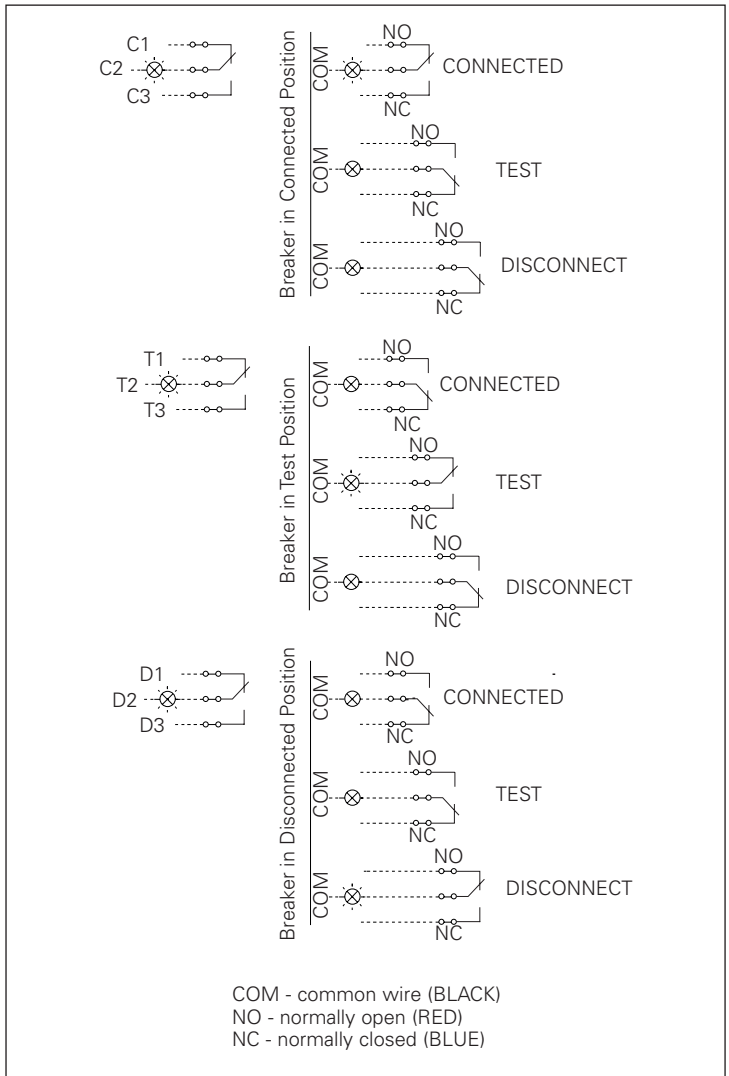 C1
C2
C3
Breaker in Connected Position
COM
NO
NC
CONNECTED
COM
NO
NC
TEST
COM
NO
NC
DISCONNECT
T1
T2
T3
Breaker in Test Position
COM
NO
NC
CONNECTED
COM
NO
NC
TEST
COM
NO
NC
DISCONNECT
D1
D2
D3
Breaker in Disconnected Position
COM
NO
NC
CONNECTED
COM
NO
NC
TEST
COM
NO
NC
DISCONNECT
COM - common wire (BLACK)
NO - normally open (RED)
NC - normally closed (BLUE)